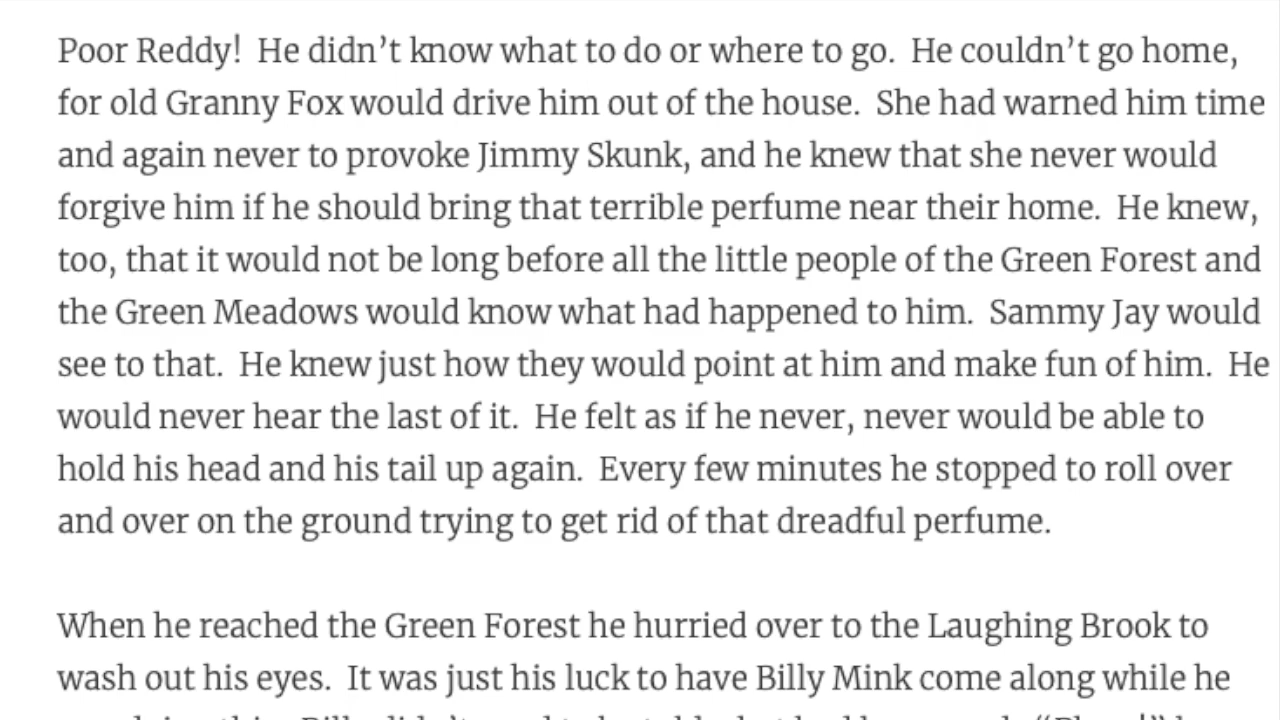 Poor Reddy!  He didn’t know what to do or where to go.  He couldn’t go home,
for old Granny Fox would drive him out of the house.  She had warned him time
and again never to provoke Jimmy Skunk, and he knew that she never would
forgive him if he should bring that terrible perfume near their home.  He knew,
too, that it would not be long before all the little people of the Green Forest and
the Green Meadows would know what had happened to him.  Sammy Jay would
see to that.  He knew just how they would point at him and make fun of him.  He
would never hear the last of it.  He felt as if he never, never would be able to
hold his head and his tail up again.  Every few minutes he stopped to roll over
and over on the ground trying to get rid of that dreadful perfume.
When he reached the Green Forest he hurried over to the Laughing Brook to
wash out his eyes.  It was just his luck to have Billy Mink come along while he